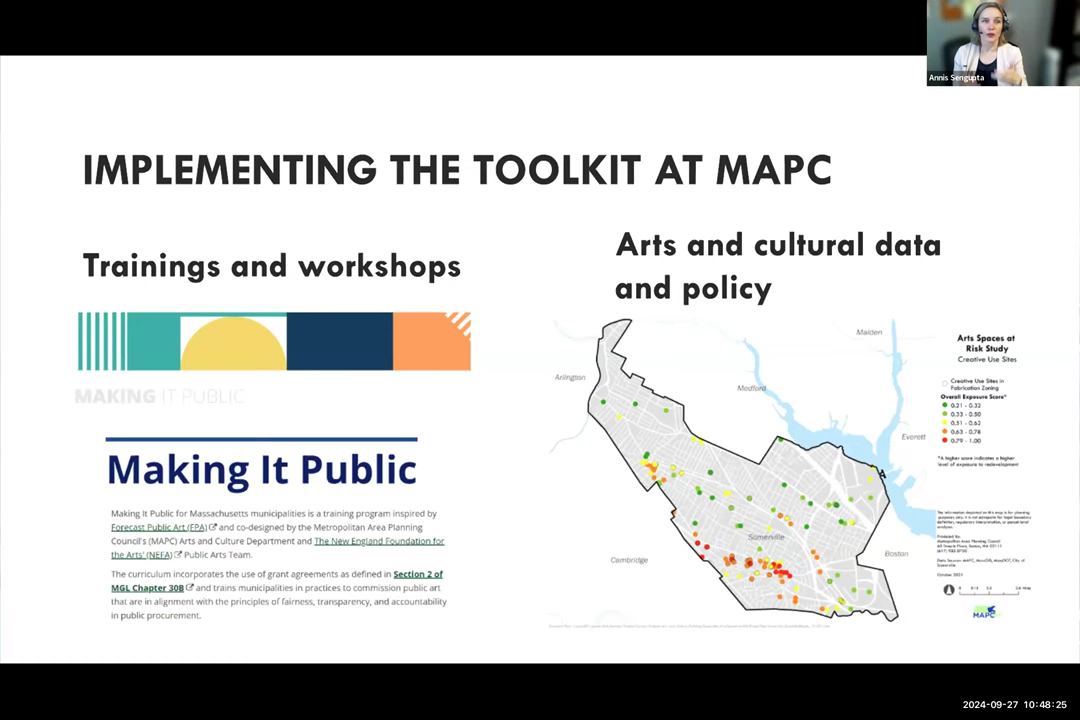 Annis Sengupta
IMPLEMENTING THE TOOLKIT AT MAPC
Trainings and workshops
MAKING IT PUBLIC
Making It Public
Making It Public for Massachusetts municipalities is a training program inspired by
Forecast Public Art (FPA) and co-designed by the Metropolitan Area Planning
Council's (MAPC) Arts and Culture Department and The New England Foundation for
the Arts' (NEFA) Public Arts Team.
The curriculum incorporates the use of grant agreements as defined in Section 2 of
MGL Chapter 30B and trains municipalities in practices to commission public art
that are in alignment with the principles of fairness, transparency, and accountability
in public procurement.
Arts and cultural data
and policy
Malden
Arlington
Medford
Everett
Somerville
Cambridge
Boston
Arts Spaces at
Risk Study
Creative Use Sites
Creative Use Sites in
Fabrication Zoning
Overall Exposure Score*
0.21 - 0.32
0.33 - 0.50
0.51 - 0.62
0.63 - 0.78
0.79 - 1.00
*A higher score indicates a higher
level of exposure to redevelopment
Produced by:
Metropolitan Area Planning Council
October 2021
MAPC
2024-09-27 10:48:25